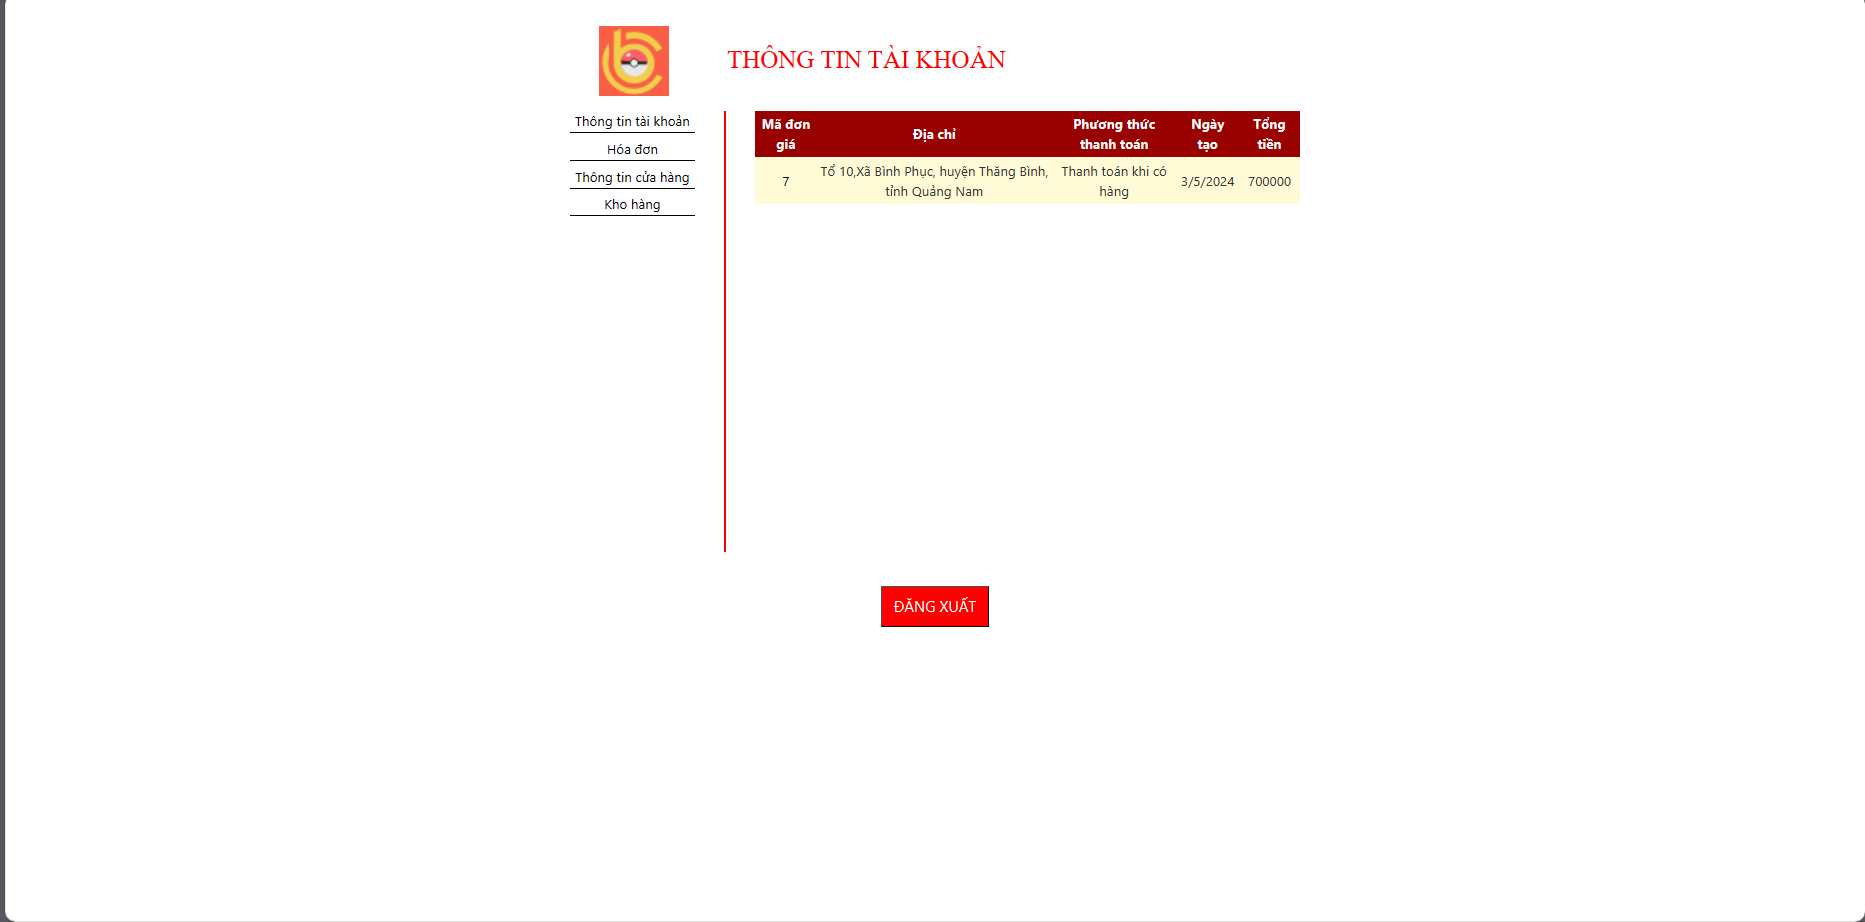 THÔNG TIN TÀI KHOẢN
Thông tin tài khoản
Hóa đơn
Thông tin cửa hàng
Kho hàng
Mã đơn giá
Địa chỉ
Phương thức thanh toán
Ngày tạo
Tổng tiền
7
Tổ 10,Xã Bình Phục, huyện Thăng Bình,
tỉnh Quảng Nam
Thanh toán khi có
hàng
3/5/2024
700000
ĐĂNG XUẤT